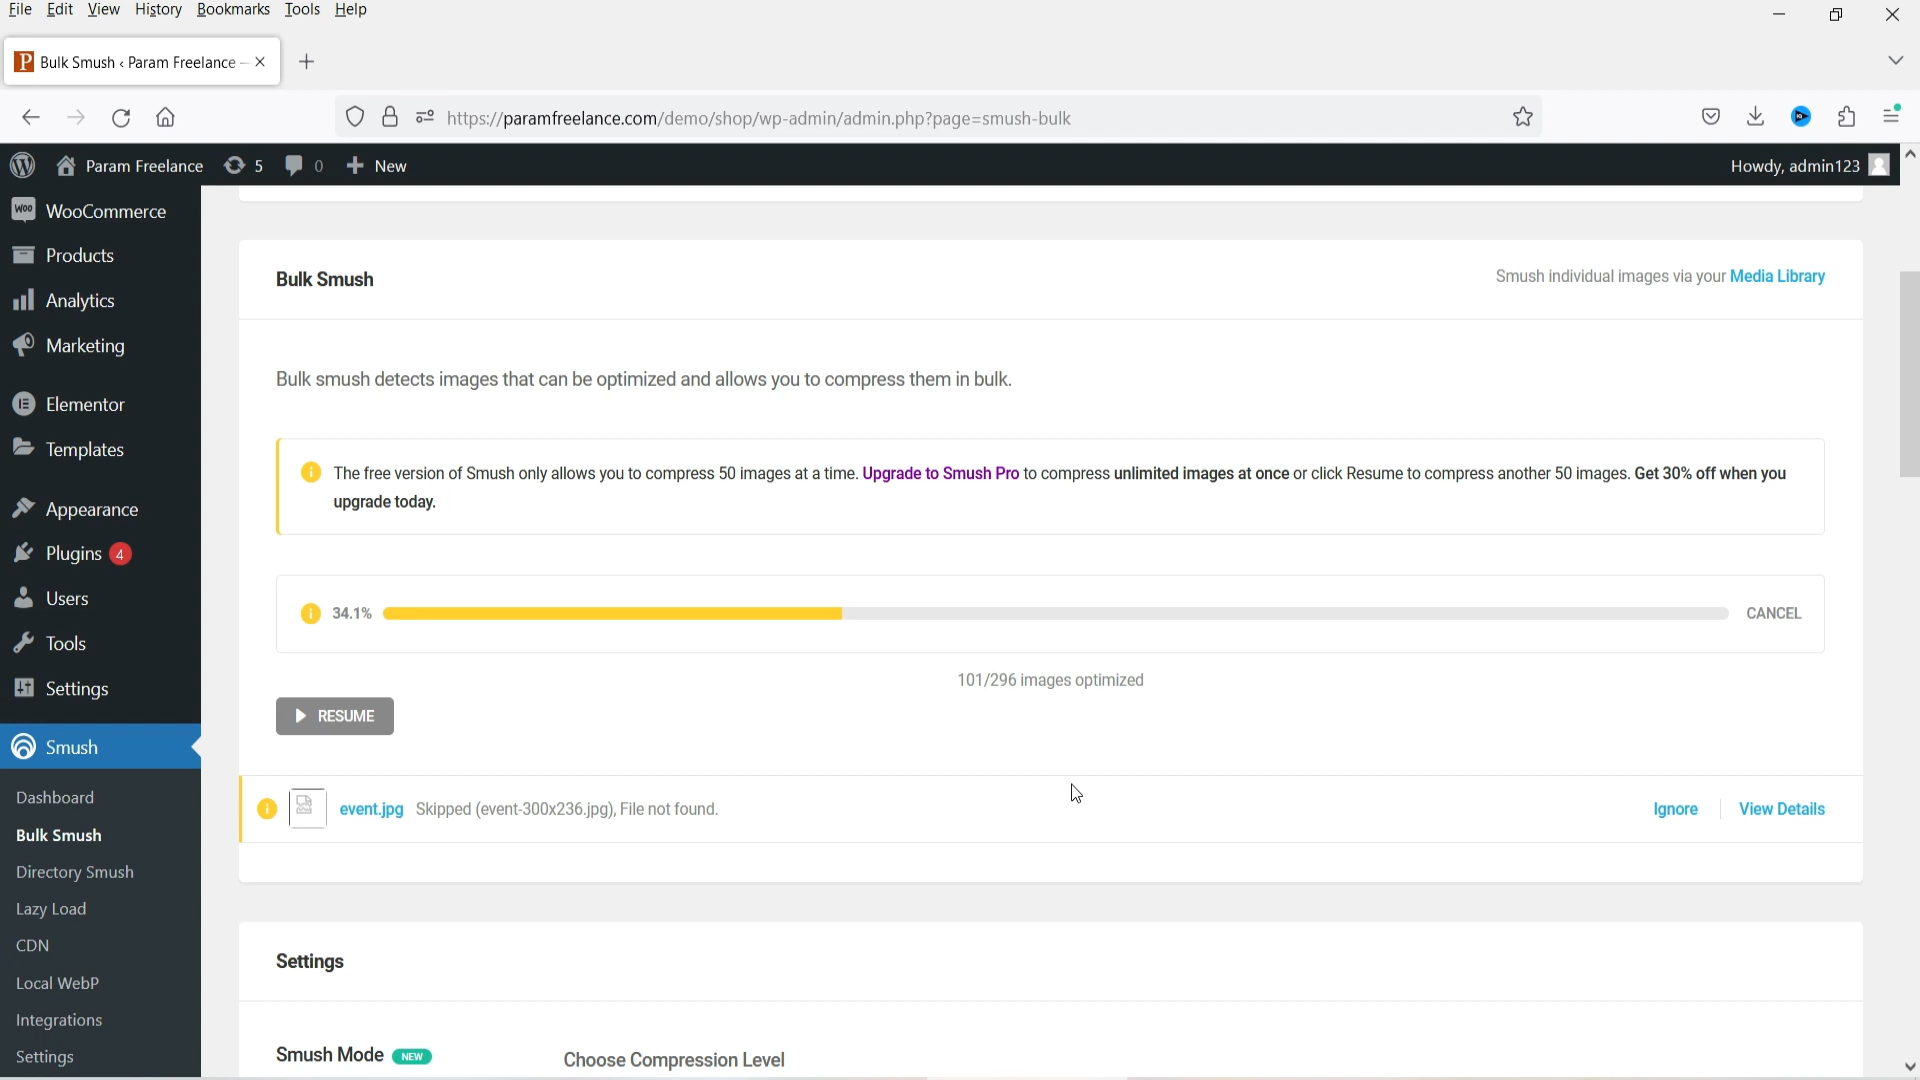 File Edit View History Bookmarks Tools Help
Bulk Smush ‹ Param Freelance —
https://paramfreelance.com/demo/shop/wp-admin/admin.php?page=smush-bulk
Param Freelance 5 0 New Howdy, admin123
WooCommerce
Products
Analytics
Marketing
Elementor
Templates
Appearance
Plugins 4
Users
Tools
Settings
Smush
Dashboard
Bulk Smush
Directory Smush
Lazy Load
CDN
Local WebP
Integrations
Settings
Bulk Smush
Smush individual images via your Media Library
Bulk smush detects images that can be optimized and allows you to compress them in bulk.
The free version of Smush only allows you to compress 50 images at a time. Upgrade to Smush Pro to compress unlimited images at once or click Resume to compress another 50 images. Get 30% off when you
upgrade today.
34.1% CANCEL
101/296 images optimized
RESUME
event.jpg Skipped (event-300x236.jpg), File not found. Ignore View Details
Settings
Smush Mode NEW Choose Compression Level